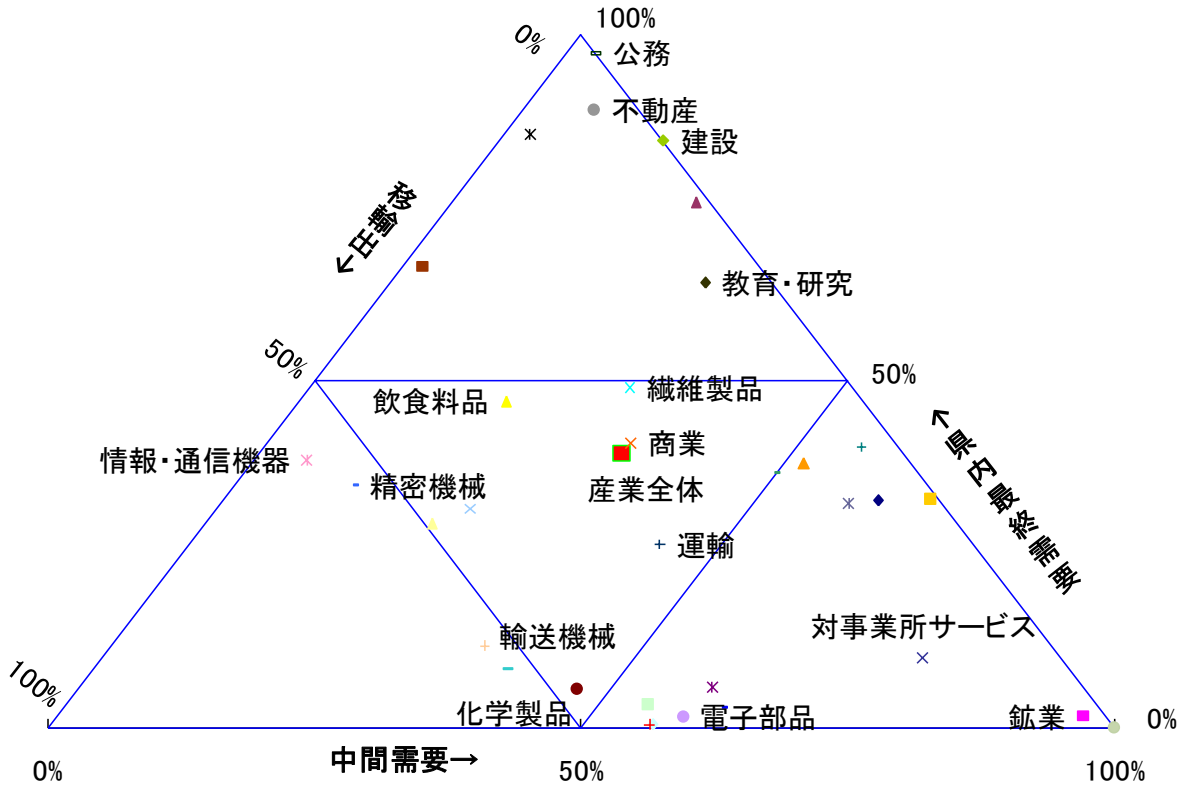 100%
0%
公務
不動産
建設
移輸出→
教育・研究
50%
50%
繊維製品
飲食料品
商業
情報・通信機器
精密機械
産業全体
←県内最終需要
運輸
対事業所サービス
輸送機械
100%
化学製品
電子部品
鉱業
0%
中間需要→
0%
50%
100%